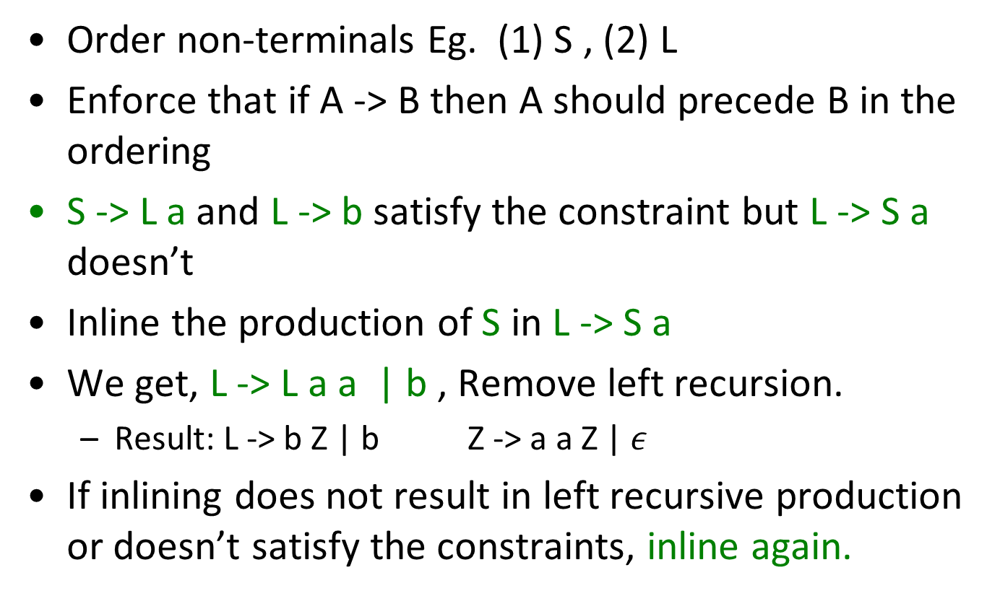 • Order non-terminals Eg. (1) S , (2) L
• Enforce that if A -> B then A should precede B in the
ordering
• S -> L a and L -> b satisfy the constraint but L -> S a
doesn’t
• Inline the production of S in L -> S a
• We get, L -> L a a | b , Remove left recursion.
– Result: L -> b Z | b Z -> a a Z | ϵ
• If inlining does not result in left recursive production
or doesn’t satisfy the constraints, inline again.